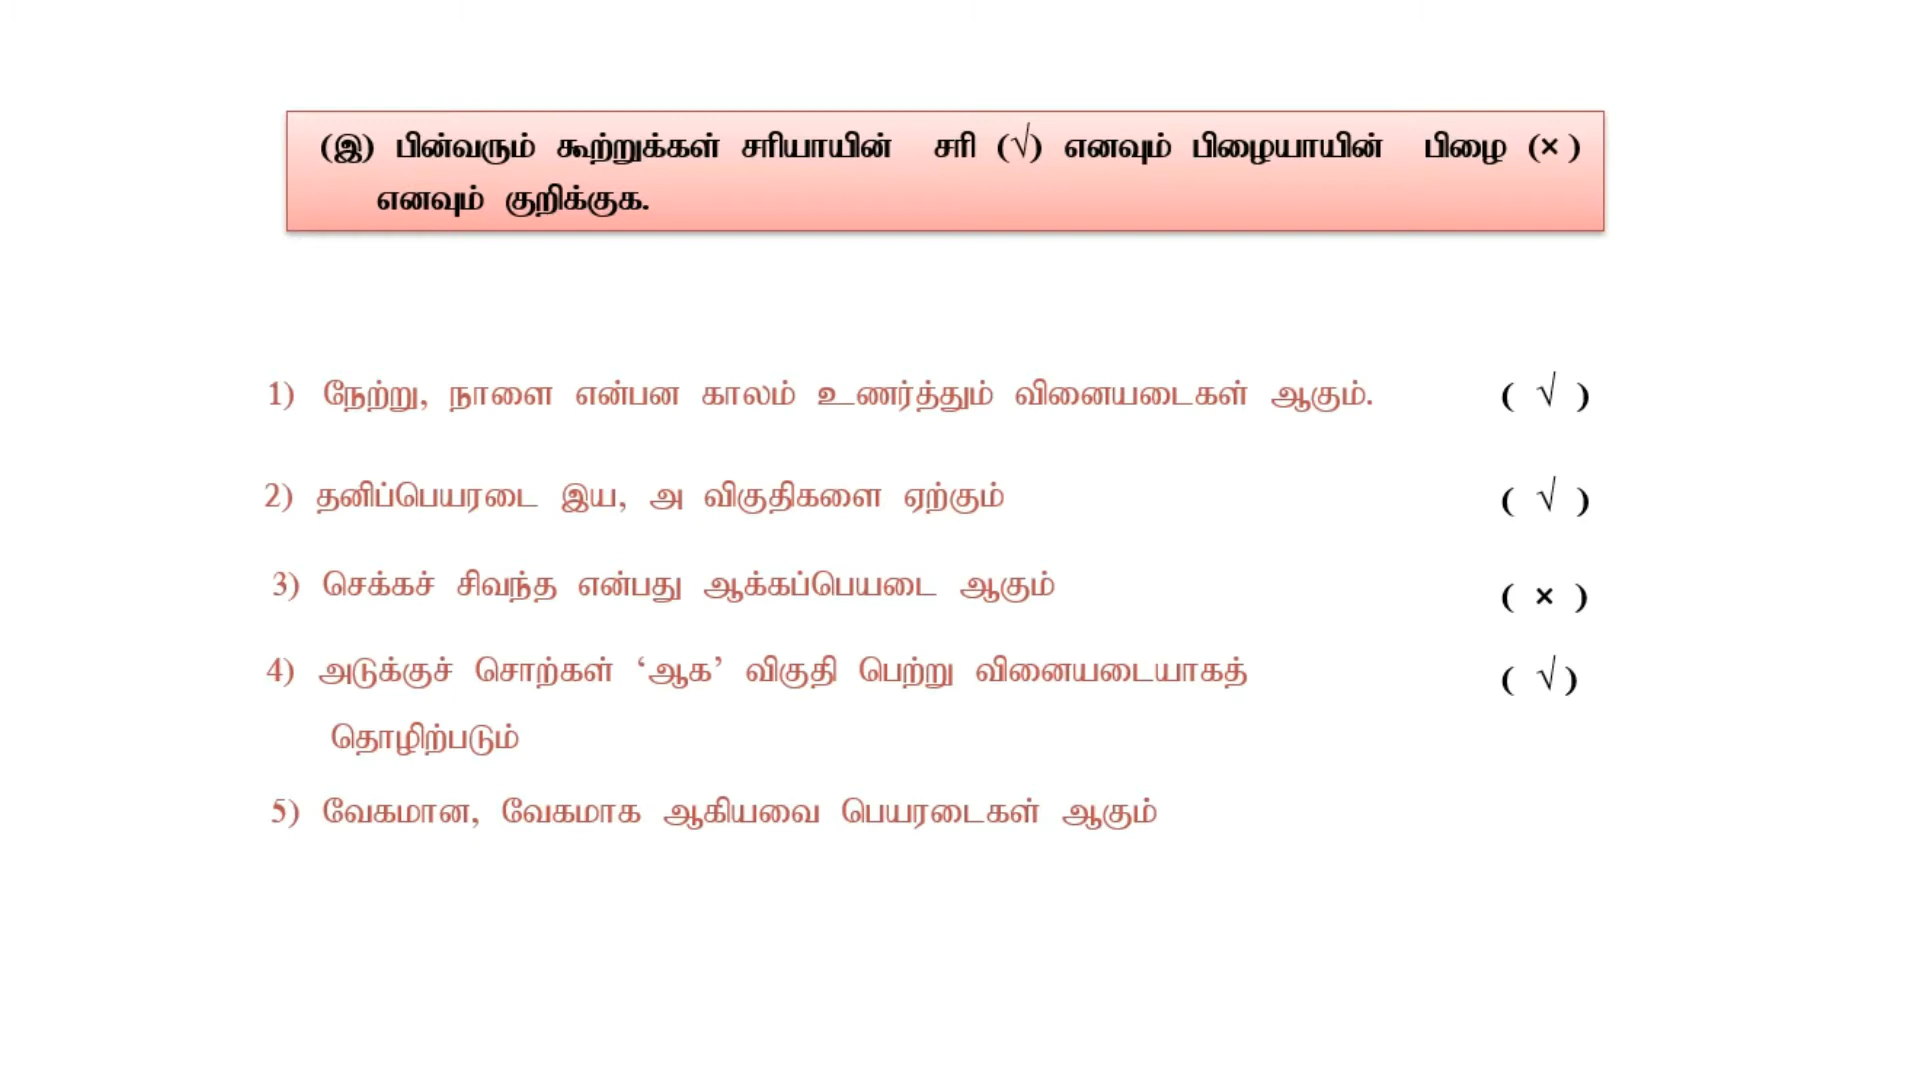 (இ) பின்வரும் கூற்றுக்கள் சரியாயின் சரி (√) எனவும் பிழையாயின் பிழை (× )
எனவும் குறிக்குக.
1) நேற்று, நாளை என்பன காலம் உணர்த்தும் வினையடைகள் ஆகும். ( √ )
2) தனிப்பெயரடை இய, அ விகுதிகளை ஏற்கும் ( √ )
3) செக்கச் சிவந்த என்பது ஆக்கப்பெயடை ஆகும் ( × )
4) அடுக்குச் சொற்கள் ‘ஆக’ விகுதி பெற்று வினையடையாகத் ( √ )
தொழிற்படும்
5) வேகமான, வேகமாக ஆகியவை பெயரடைகள் ஆகும்